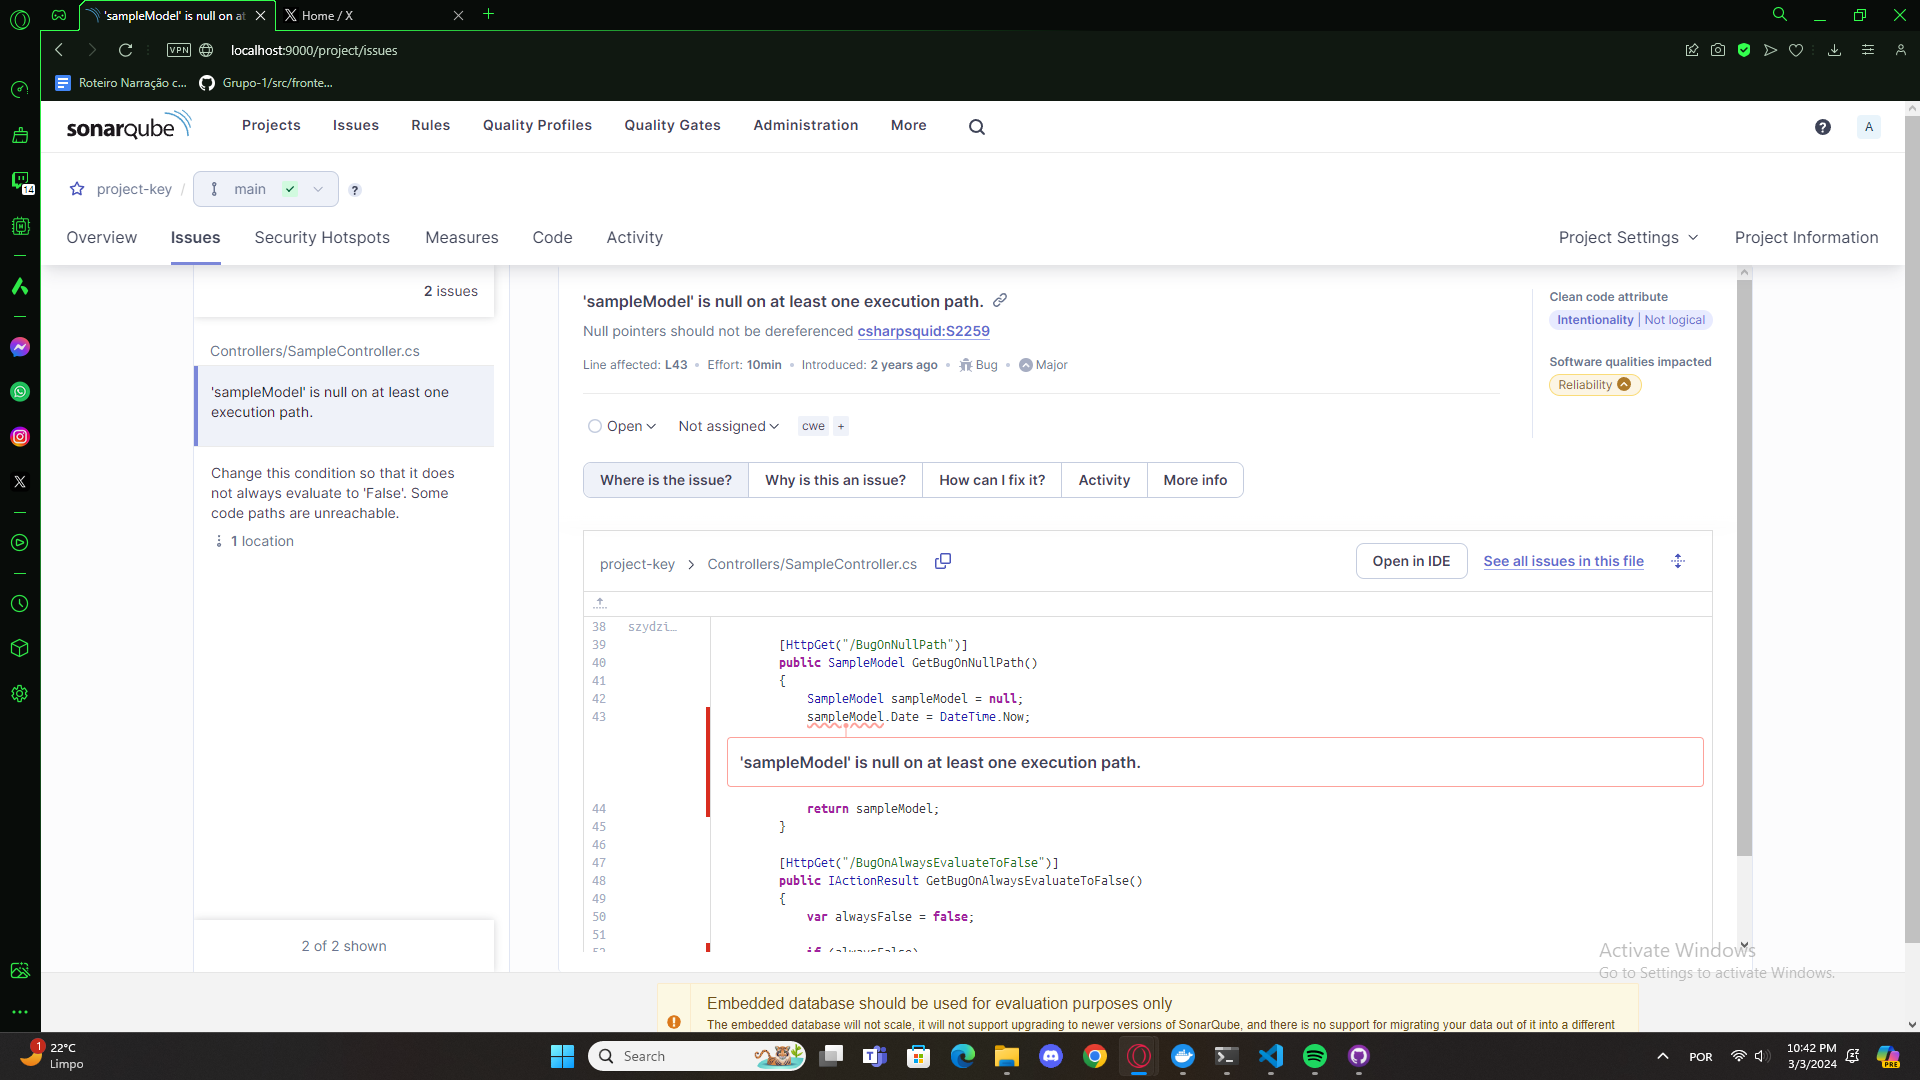 'sampleModel' is null on at
Home / X
VPN
localhost:9000/project/issues
Roteiro Narração c...
Grupo-1/src/fronte...
14
sonarqube
Projects
Issues
Rules
Quality Profiles
Quality Gates
Administration
More
?
A
project-key / main
?
Overview
Issues
Security Hotspots
Measures
Code
Activity
Project Settings
Project Information
2 issues
Controllers/SampleController.cs
'sampleModel' is null on at least one
execution path.
Change this condition so that it does
not always evaluate to 'False'. Some
code paths are unreachable.
1 location
2 of 2 shown
'sampleModel' is null on at least one execution path.
Null pointers should not be dereferenced csharpsquid:S2259
Line affected: L43 • Effort: 10min • Introduced: 2 years ago • Bug • Major
Open
Not assigned
cwe
+
Clean code attribute
Intentionality | Not logical
Software qualities impacted
Reliability
Where is the issue?
Why is this an issue?
How can I fix it?
Activity
More info
project-key > Controllers/SampleController.cs
Open in IDE
See all issues in this file
38 szydzi…
39 [HttpGet("/BugOnNullPath")]
40 public SampleModel GetBugOnNullPath()
41 {
42 SampleModel sampleModel = null;
43 sampleModel.Date = DateTime.Now;
'sampleModel' is null on at least one execution path.
44 return sampleModel;
45 }
46
47 [HttpGet("/BugOnAlwaysEvaluateToFalse")]
48 public IActionResult GetBugOnAlwaysEvaluateToFalse()
49 {
50 var alwaysFalse = false;
51
52 if (alwaysFalse)
Activate Windows
Go to Settings to activate Windows.
Embedded database should be used for evaluation purposes only
The embedded database will not scale, it will not support upgrading to newer versions of SonarQube, and there is no support for migrating your data out of it into a different
1
22°C
Limpo
Search
POR
10:42 PM
3/3/2024
PRE